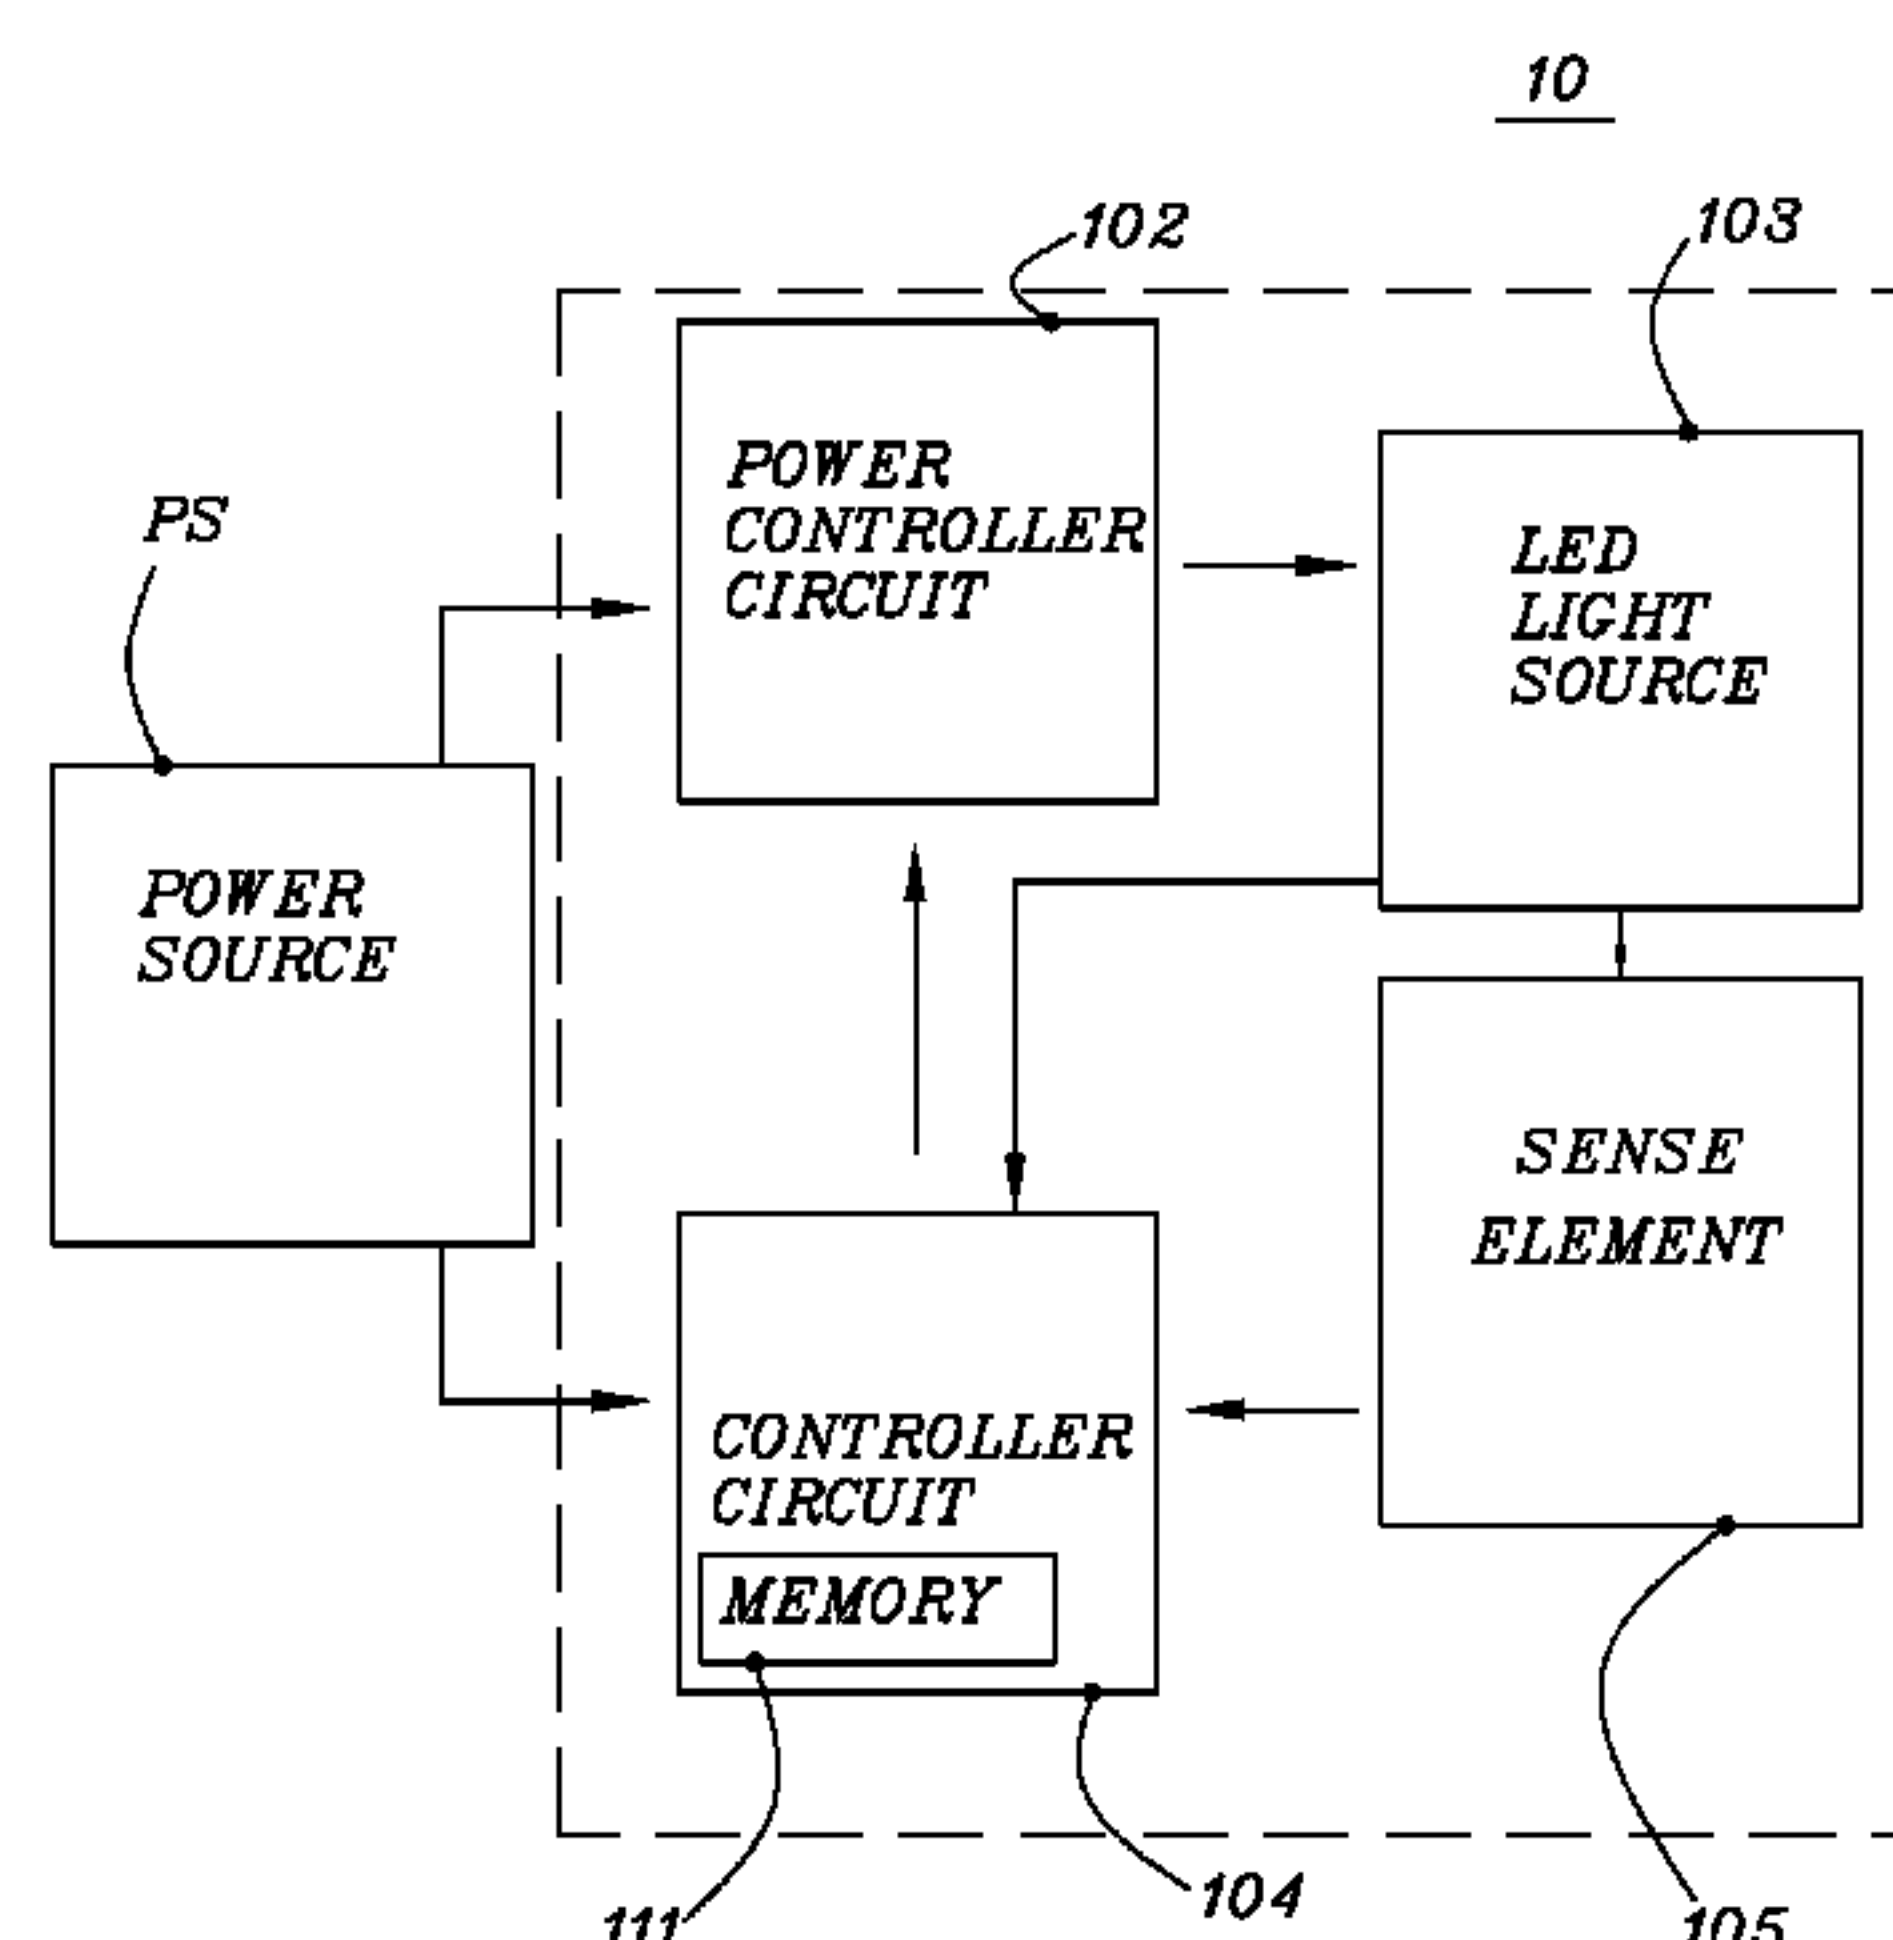 10
102
103
PS
POWER
CONTROLLER
CIRCUIT
LED
LIGHT
SOURCE
POWER
SOURCE
SENSE
ELEMENT
CONTROLLER
CIRCUIT
MEMORY
111
104
105